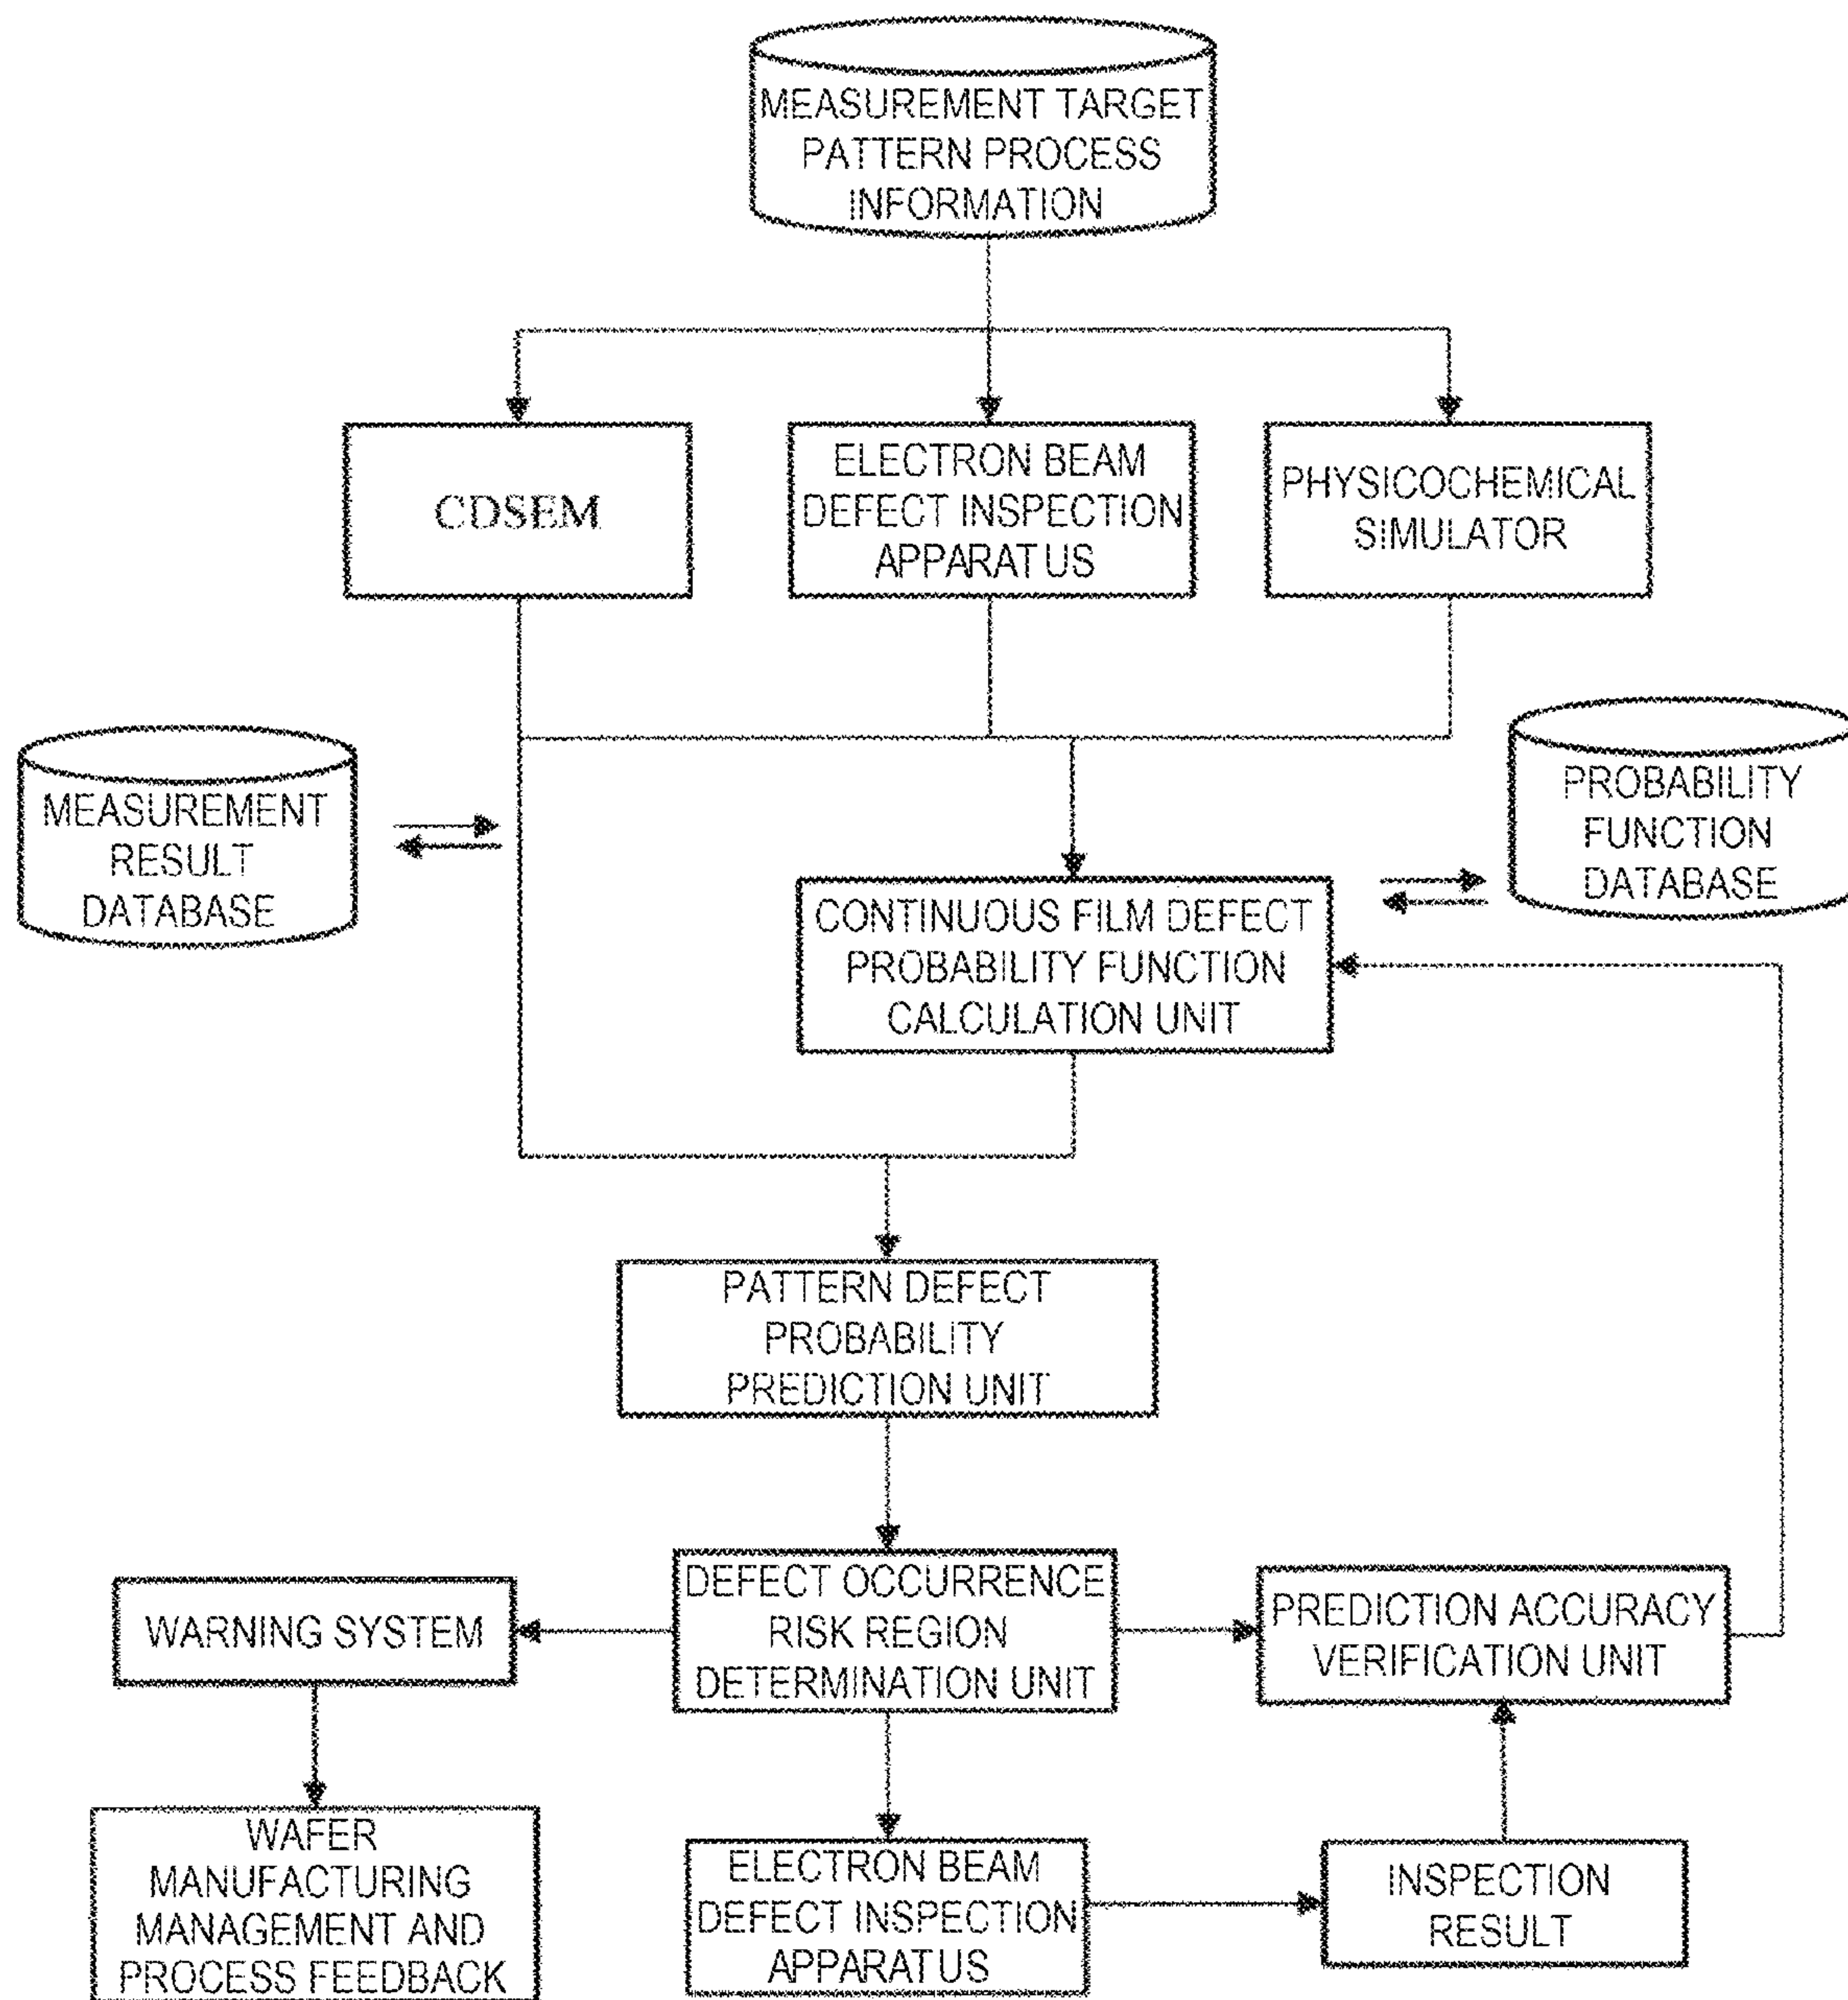 MEASUREMENT TARGET
PATTERN PROCESS
INFORMATION
CDSEM
ELECTRON BEAM
DEFECT INSPECTION
APPARATUS
PHYSICOCHEMICAL
SIMULATOR
MEASUREMENT
RESULT
DATABASE
PROBABILITY
FUNCTION
DATABASE
CONTINUOUS FILM DEFECT
PROBABILITY FUNCTION
CALCULATION UNIT
PATTERN DEFECT
PROBABILITY
PREDICTION UNIT
WARNING SYSTEM
DEFECT OCCURRENCE
RISK REGION
DETERMINATION UNIT
PREDICTION ACCURACY
VERIFICATION UNIT
WAFER
MANUFACTURING
MANAGEMENT AND
PROCESS FEEDBACK
ELECTRON BEAM
DEFECT INSPECTION
APPARATUS
INSPECTION
RESULT